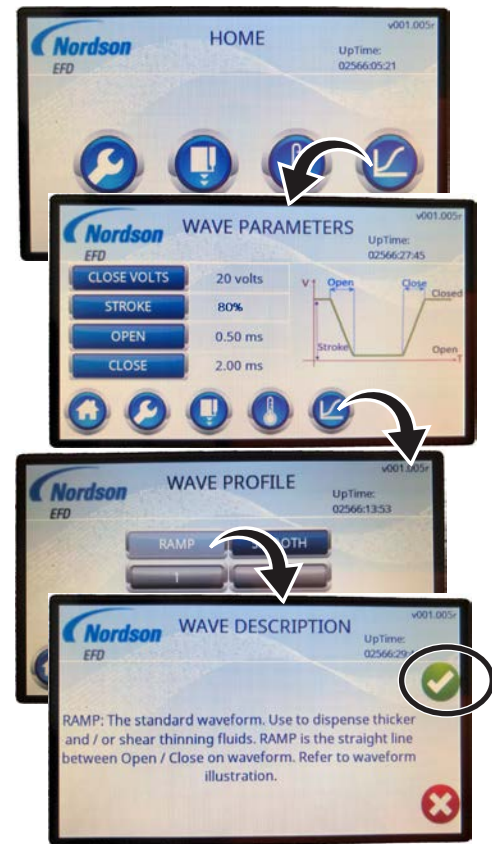 v001.005r
Nordson
EFD
HOME
UpTime:
02566:05:21
v001.005r
Nordson
EFD
WAVE PARAMETERS
UpTime:
02566:27:45
CLOSE VOLTS 20 volts
STROKE 80%
OPEN 0.50 ms
CLOSE 2.00 ms
V
Open
Close
Closed
Stroke
Open
T
v001.005r
Nordson
EFD
WAVE PROFILE
UpTime:
02566:13:53
RAMP
1
v001.005r
Nordson
EFD
WAVE DESCRIPTION
UpTime:
RAMP: The standard waveform. Use to dispense thicker
and / or shear thinning fluids. RAMP is the straight line
between Open / Close on waveform. Refer to waveform
illustration.